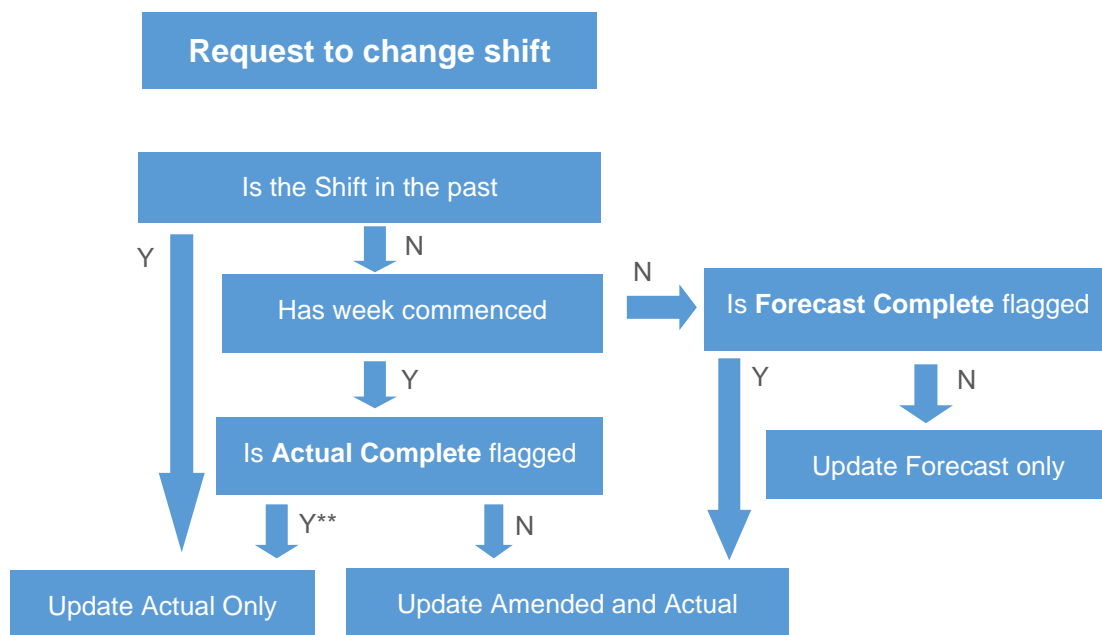 Request to change shift
Is the Shift in the past
Y
N
N
Has week commenced
Is Forecast Complete flagged
Y
Y
N
Is Actual Complete flagged
Update Forecast only
Y**
N
Update Actual Only
Update Amended and Actual